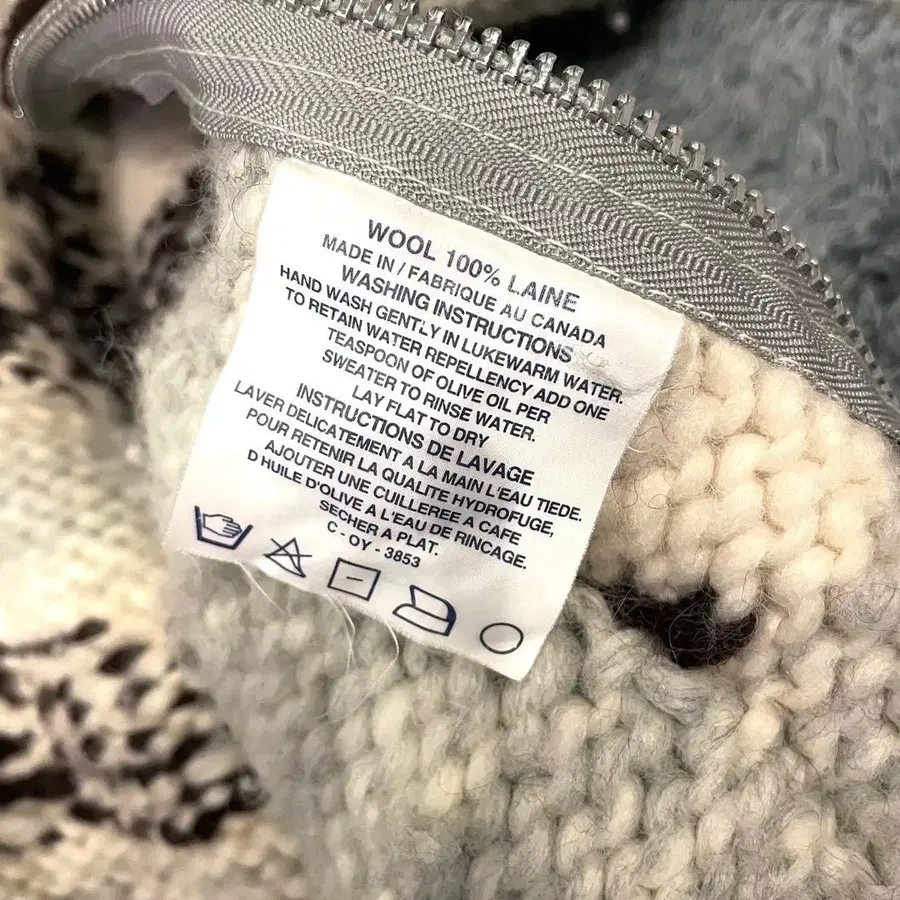 WOOL 100% LAINE
MADE IN / FABRIQUE AU CANADA
WASHING INSTRUCTIONS
HAND WASH GENTLY IN LUKEWARM WATER.
TO RETAIN WATER REPELLENCY ADD ONE
TEASPOON OF OLIVE OIL PER
SWEATER TO RINSE WATER.
LAY FLAT TO DRY
INSTRUCTIONS DE LAVAGE
LAVER DELICATEMENT A LA MAIN L'EAU TIEDE.
POUR RETENIR LA QUALITE HYDROFUGE,
AJOUTER UNE CUILLEREE A CAFE
D HUILE D'OLIVE A L'EAU DE RINCAGE.
SECHER A PLAT.
C - OY - 3853